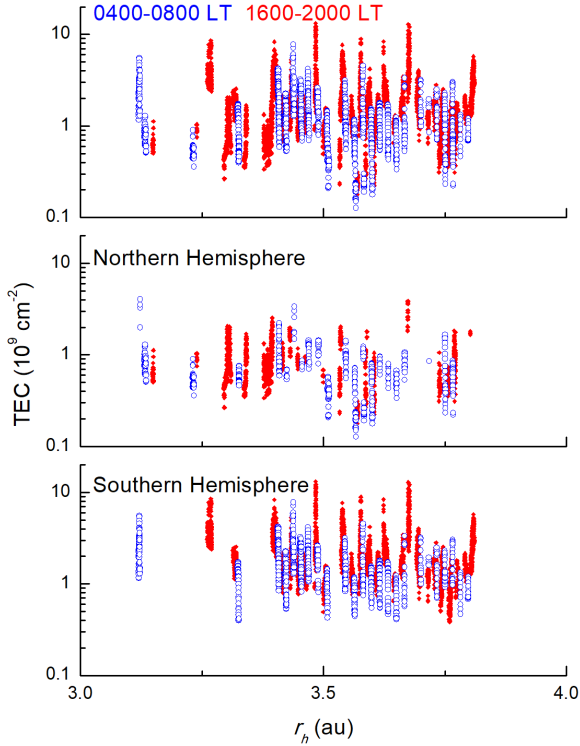 0400-0800 LT 1600-2000 LT
10
1
0.1
Northern Hemisphere
10
1
0.1
TEC (10⁹ cm⁻²)
Southern Hemisphere
10
1
0.1
3.0 3.5 4.0
r_h (au)